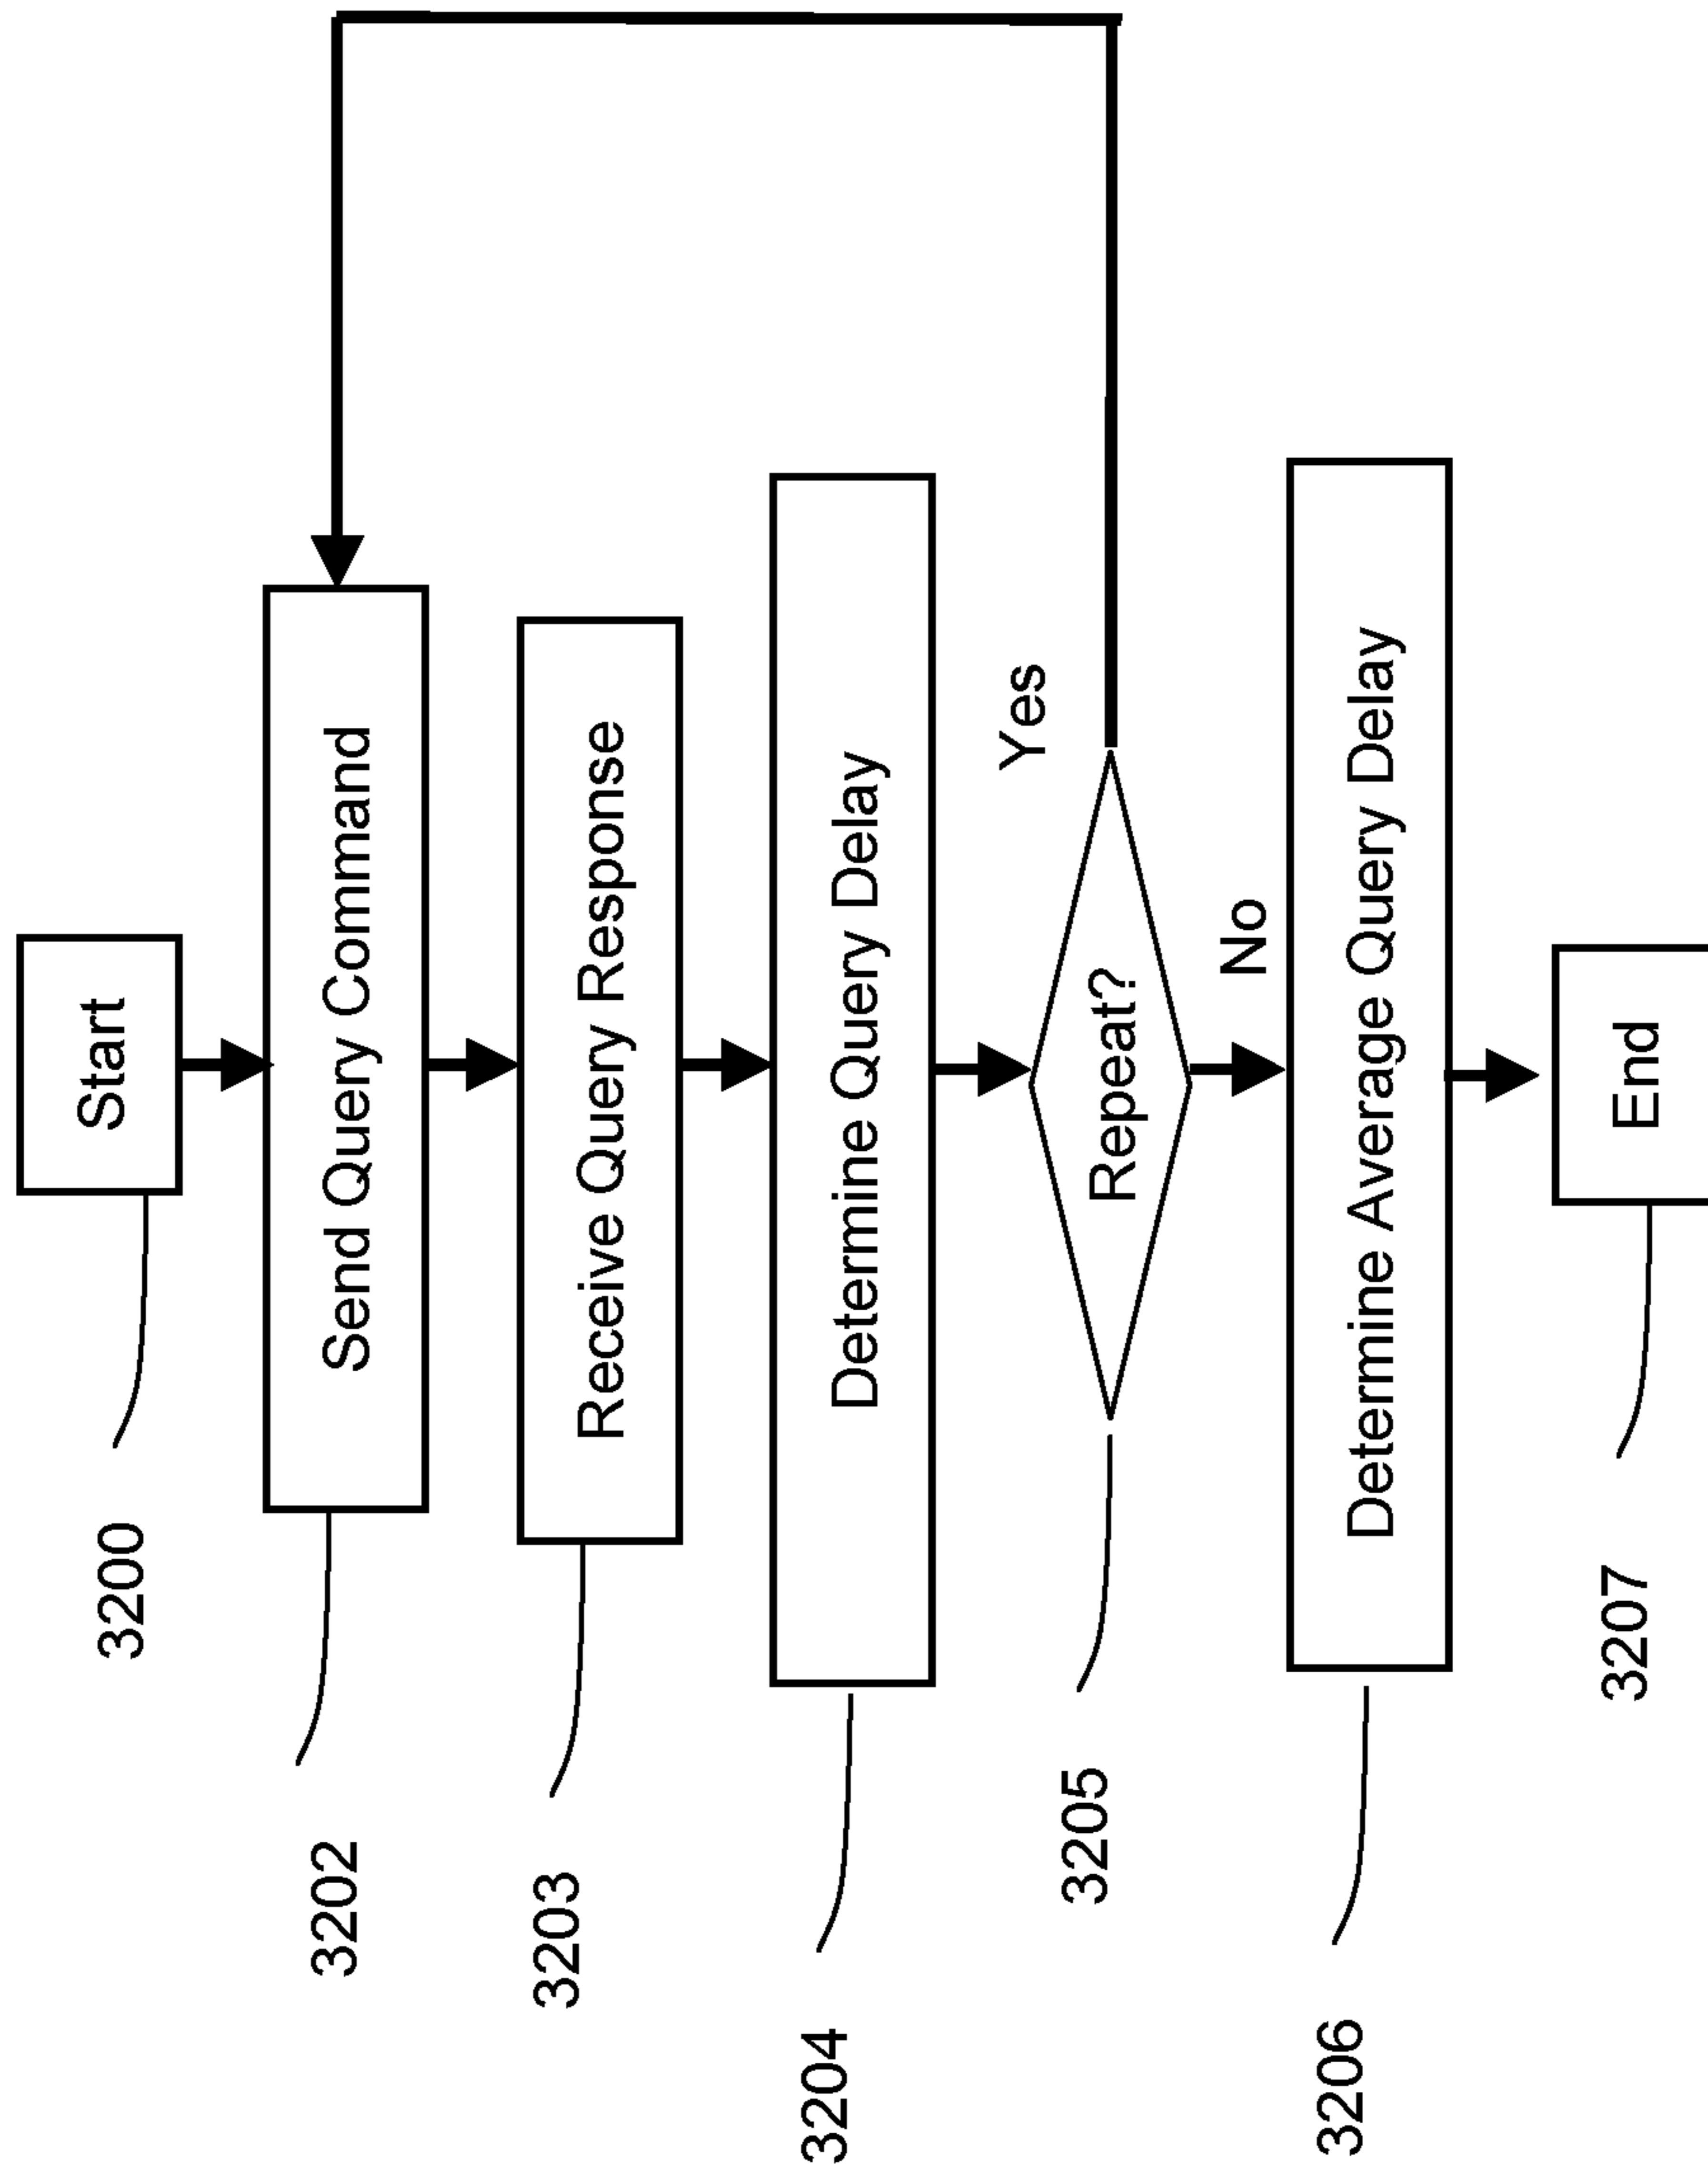 Start
3200
Send Query Command
3202
Receive Query Response
3203
Determine Query Delay
3204
Repeat?
Yes
No
3205
Determine Average Query Delay
3206
End
3207